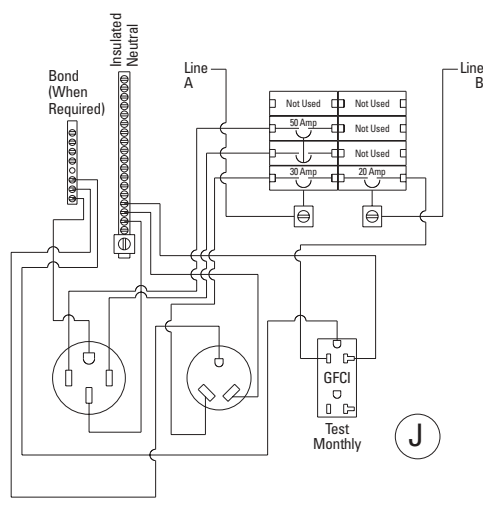 Insulated
Neutral
Bond
(When
Required)
Line
A
Line
B
Not Used
Not Used
50 Amp
Not Used
Not Used
30 Amp
20 Amp
GFCI
Test
Monthly
J